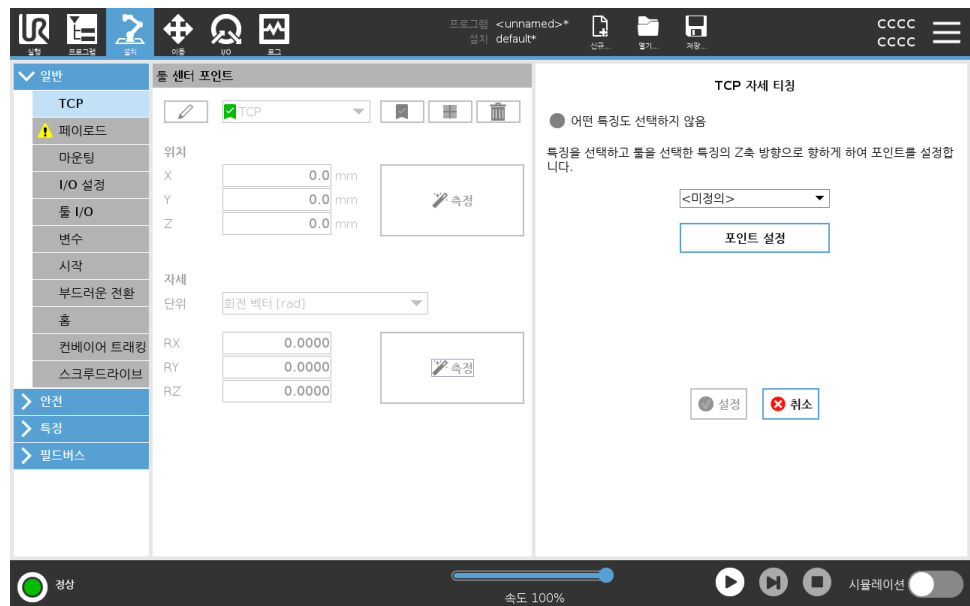 UR
실행 프로그램 설치 이동 I/O 로그
프로그램 <unnamed>*
설치 default*
신규... 열기... 저장...
CCCC
CCCC
일반
TCP
페이로드
마운팅
I/O 설정
툴 I/O
변수
시작
부드러운 전환
홈
컨베이어 트래킹
스크루드라이브
안전
특징
필드버스
툴 센터 포인트
TCP
위치
X 0.0 mm
Y 0.0 mm
Z 0.0 mm
측정
자세
단위 회전 벡터 [rad]
RX 0.0000
RY 0.0000
RZ 0.0000
측정
TCP 자세 티칭
어떤 특징도 선택하지 않음
특징을 선택하고 툴을 선택한 특징의 Z축 방향으로 향하게 하여 포인트를 설정합
니다.
<미정의>
포인트 설정
설정 취소
정상
속도 100%
시뮬레이션